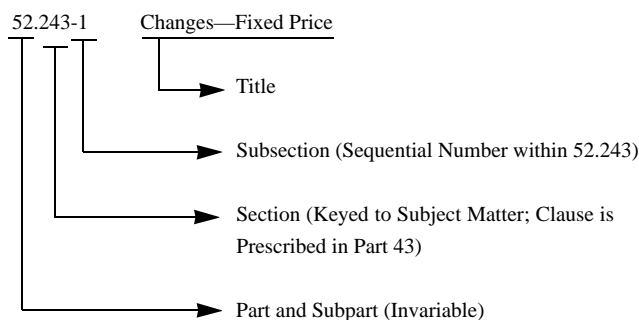 52.243-1 Changes—Fixed Price
Title
Subsection (Sequential Number within 52.243)
Section (Keyed to Subject Matter; Clause is
Prescribed in Part 43)
Part and Subpart (Invariable)